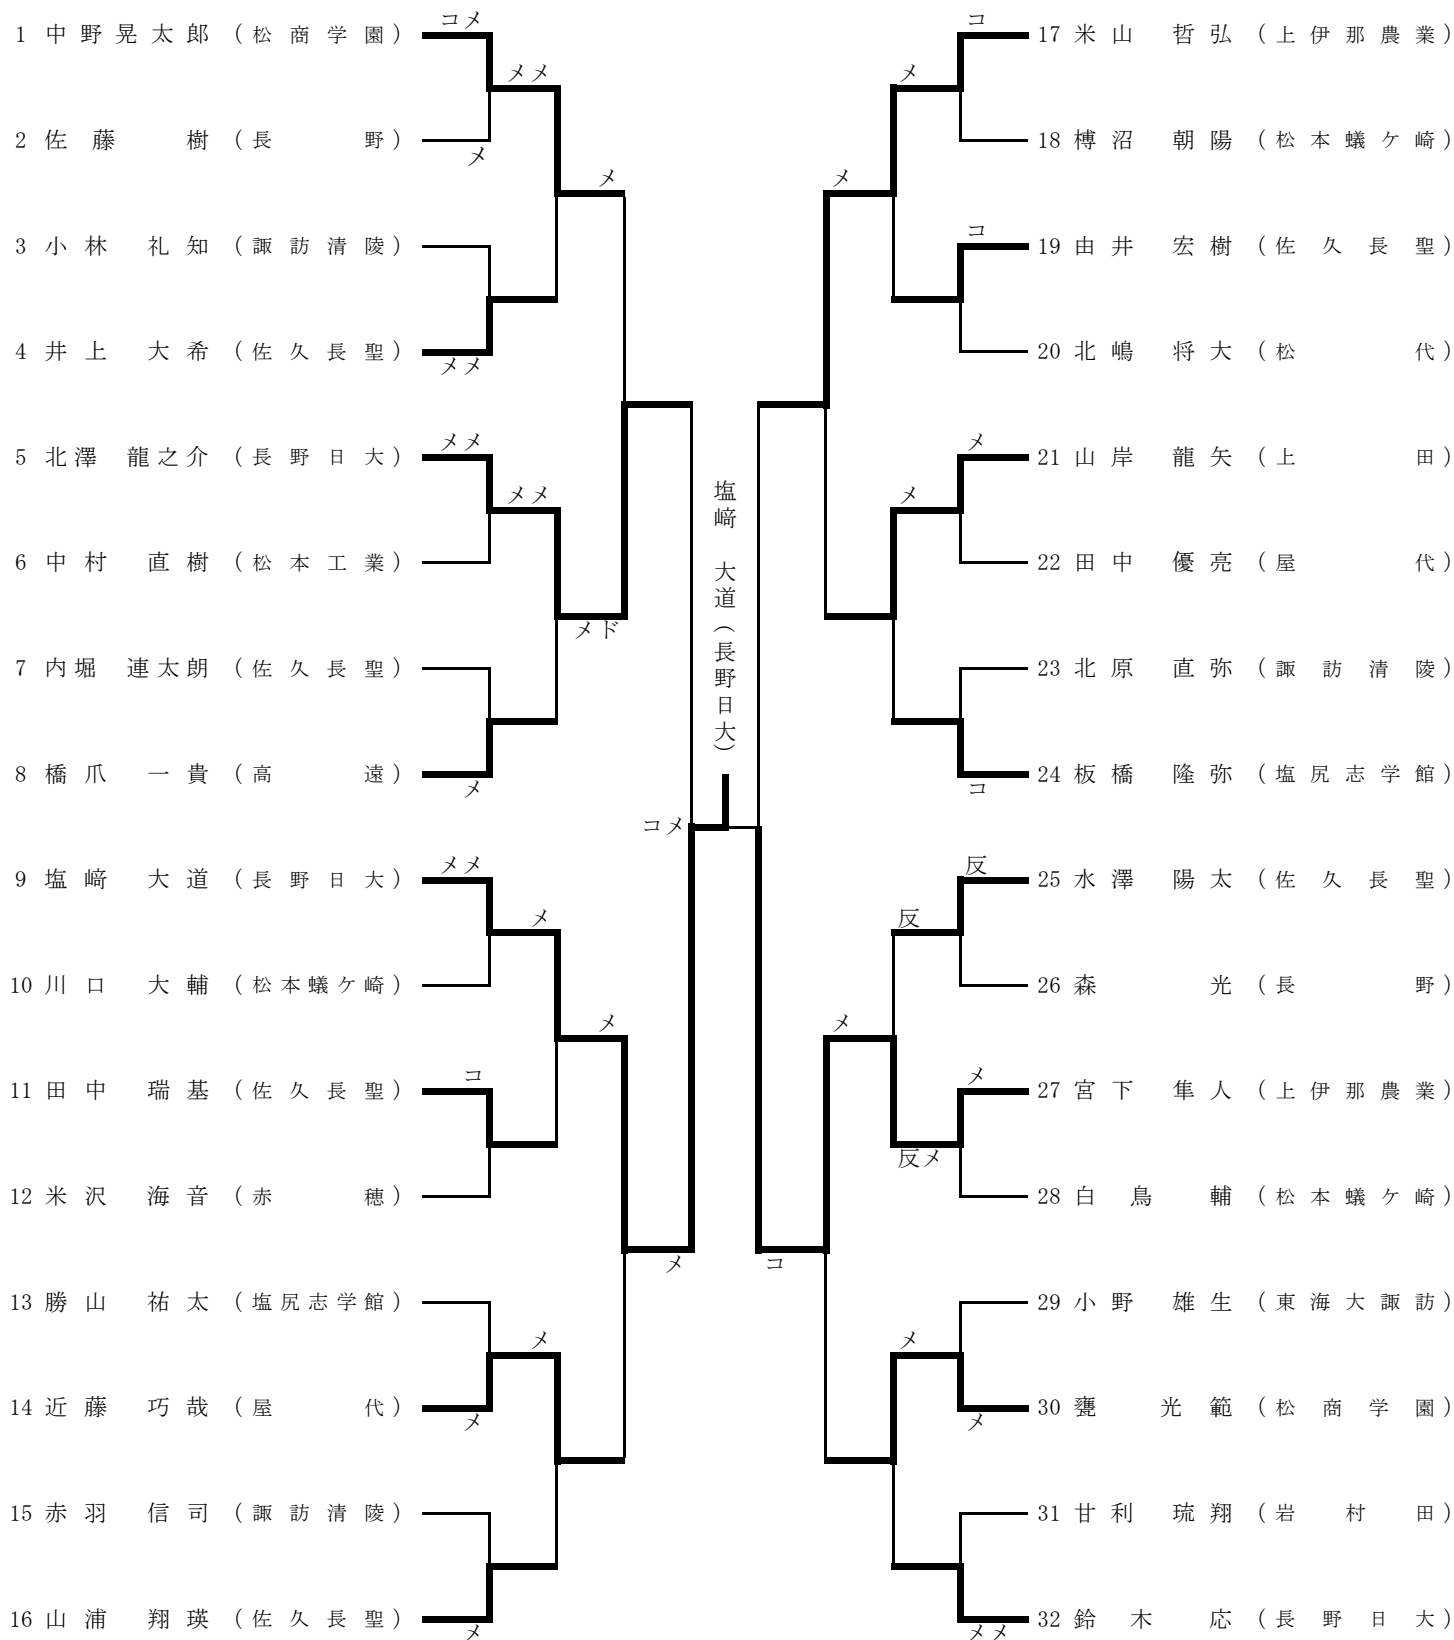 1 中野晃太郎 (松商学園) コメ
メメ
2 佐藤 樹 (長 野) メ
メ
3 小林 礼知 (諏訪清陵)
4 井上 大希 (佐久長聖) メメ
5 北澤 龍之介 (長野日大) メメ
メメ
6 中村 直樹 (松本工業)
メド
7 内堀 連太朗 (佐久長聖)
8 橋爪 一貴 (高 遠) メ
9 塩﨑 大道 (長野日大) メメ
メ
10 川口 大輔 (松本蟻ケ崎)
メ
11 田中 瑞基 (佐久長聖) コ
12 米沢 海音 (赤 穂)
メ
13 勝山 祐太 (塩尻志学館)
メ
14 近藤 巧哉 (屋 代) メ
15 赤羽 信司 (諏訪清陵)
16 山浦 翔瑛 (佐久長聖) メ
塩﨑 大道(長野日大)
コメ
コ 17 米山 哲弘 (上伊那農業)
メ
18 榑沼 朝陽 (松本蟻ケ崎)
メ
コ 19 由井 宏樹 (佐久長聖)
20 北嶋 将大 (松 代)
メ 21 山岸 龍矢 (上 田)
メ
22 田中 優亮 (屋 代)
23 北原 直弥 (諏訪清陵)
コ 24 板橋 隆弥 (塩尻志学館)
反 25 水澤 陽太 (佐久長聖)
反
26 森 光 (長 野)
メ
メ 27 宮下 隼人 (上伊那農業)
反メ
28 白鳥 輔 (松本蟻ケ崎)
コ
29 小野 雄生 (東海大諏訪)
メ
メ 30 甕 光範 (松商学園)
31 甘利 琉翔 (岩村田)
メメ 32 鈴木 応 (長野日大)